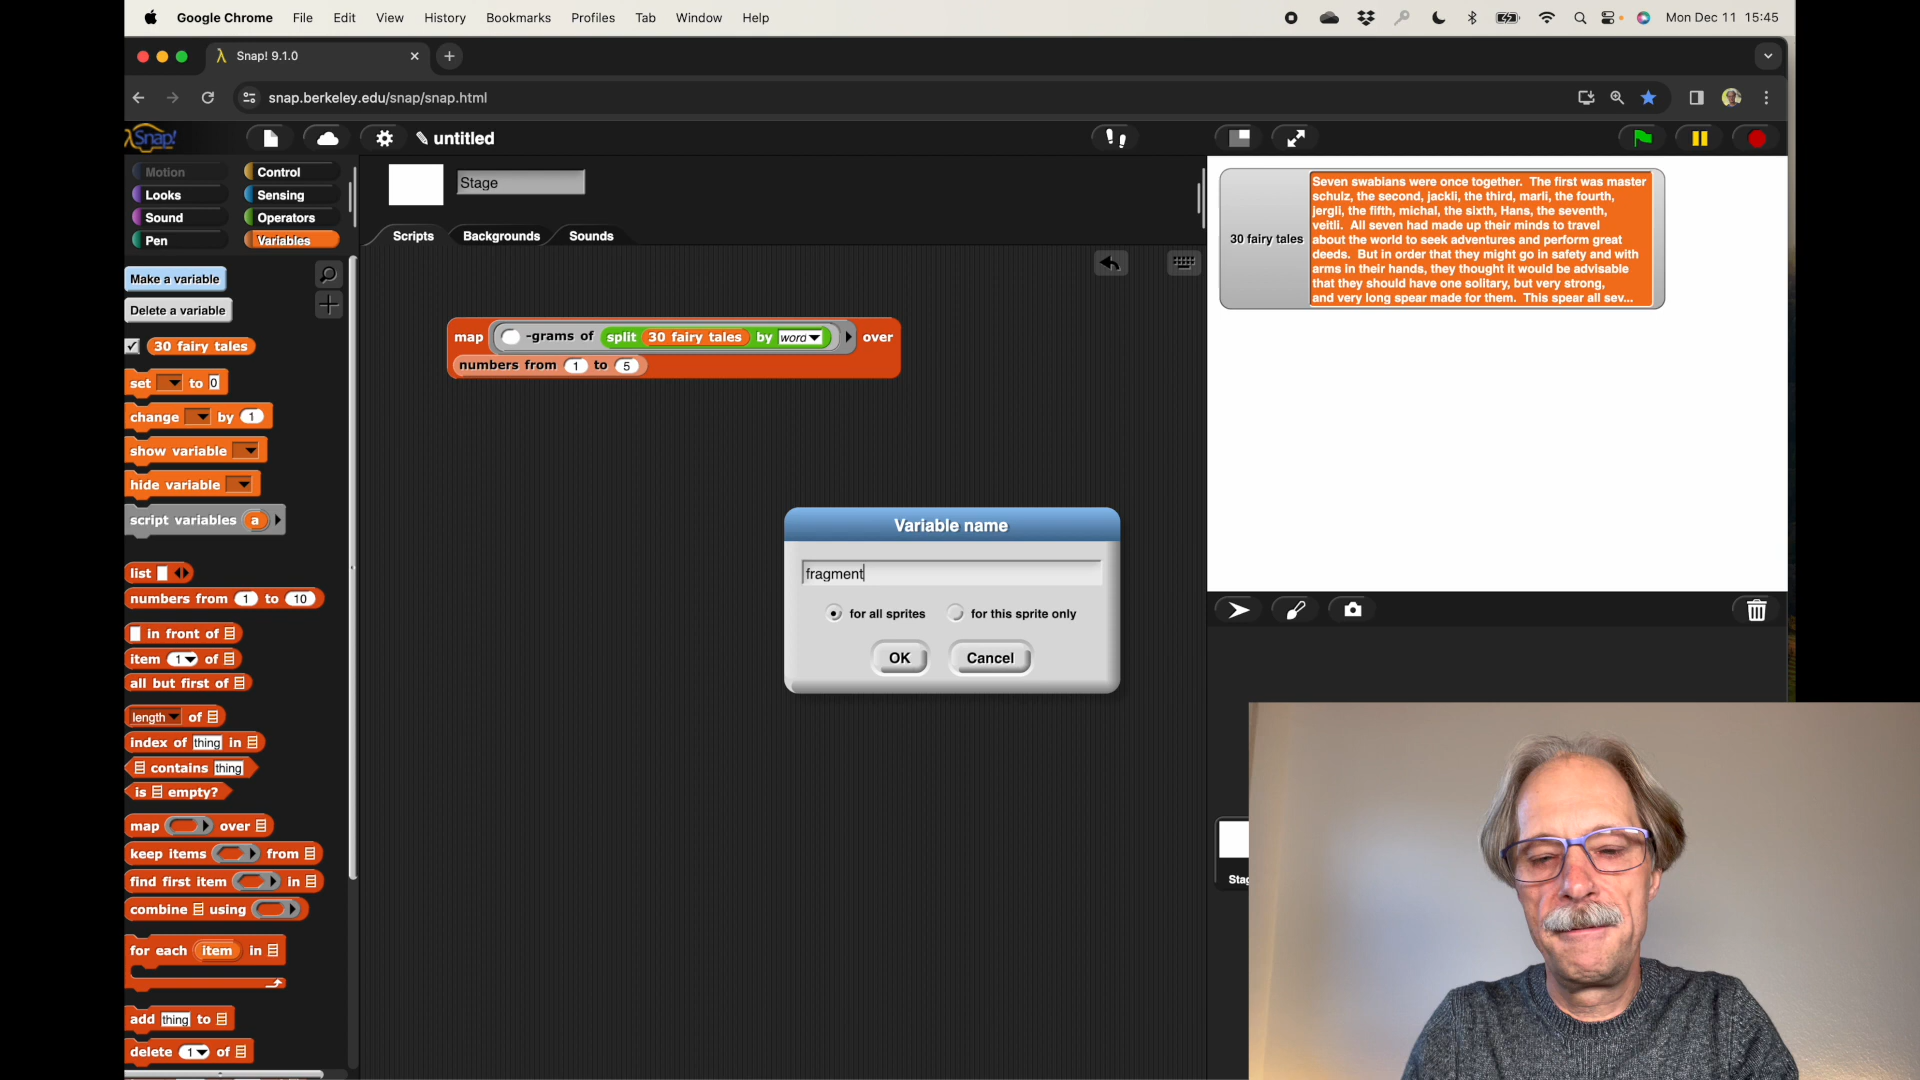 Google Chrome File Edit View History Bookmarks Profiles Tab Window Help Mon Dec 11 15:45
Snap! 9.1.0
snap.berkeley.edu/snap/snap.html
Snap! untitled
Motion Control
Looks Sensing
Sound Operators
Pen Variables
Stage
Scripts Backgrounds Sounds
Make a variable
Delete a variable
30 fairy tales
set to 0
change by 1
show variable
hide variable
script variables a
list
numbers from 1 to 10
in front of
item 1 of
all but first of
length of
index of thing in
contains thing
is empty?
map over
keep items from
find first item in
combine using
for each item in
add thing to
delete 1 of
map -grams of split 30 fairy tales by word over
numbers from 1 to 5
Variable name
fragment
for all sprites for this sprite only
OK Cancel
30 fairy tales
Seven swabians were once together. The first was master
schulz, the second, jackli, the third, marli, the fourth,
jergli, the fifth, michal, the sixth, Hans, the seventh,
veitli. All seven had made up their minds to travel
about the world to seek adventures and perform great
deeds. But in order that they might go in safety and with
arms in their hands, they thought it would be advisable
that they should have one solitary, but very strong,
and very long spear made for them. This spear all sev...
Stag